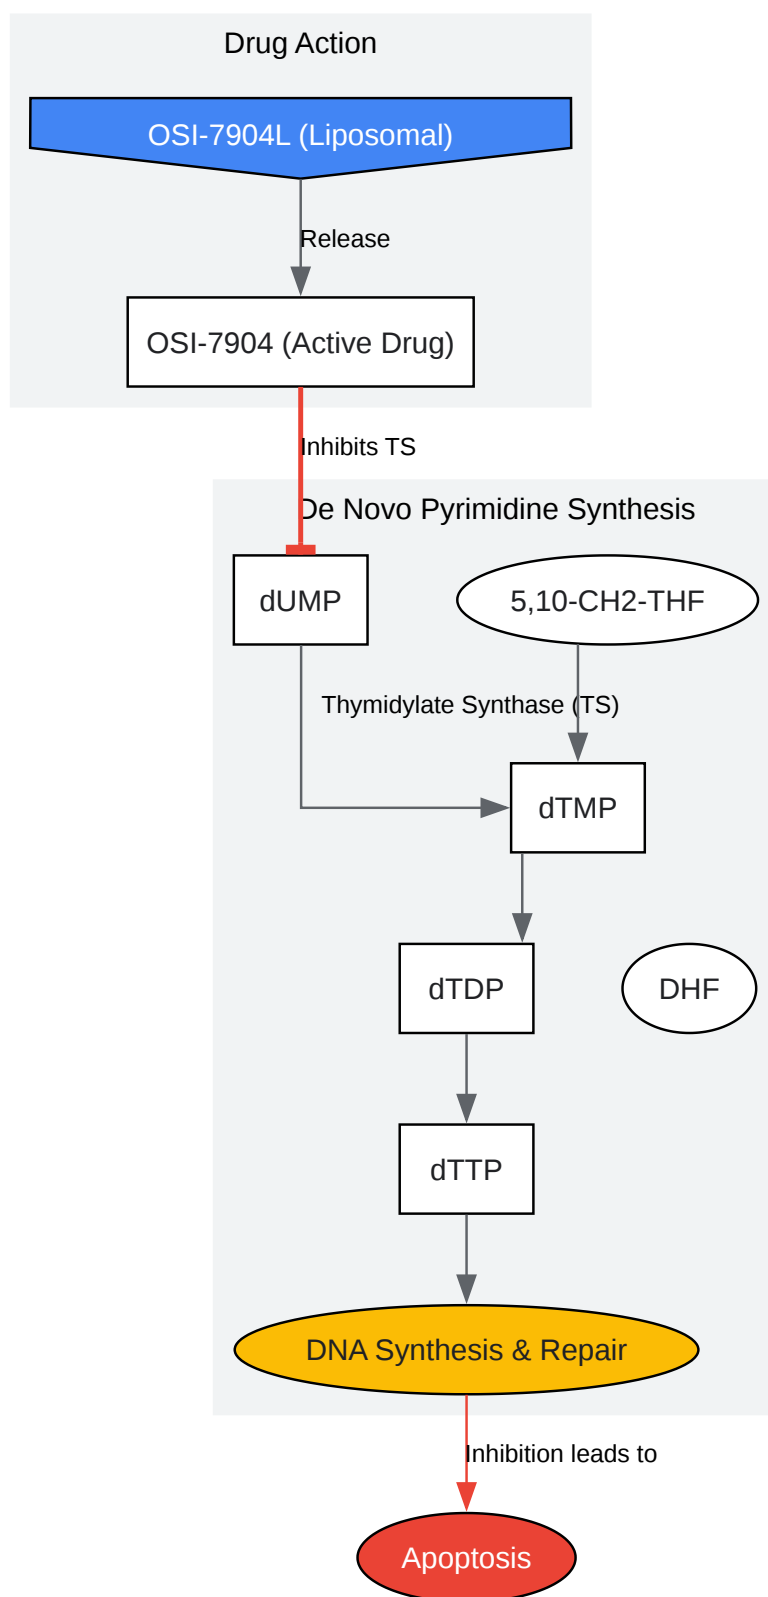 Drug Action
OSI-7904L (Liposomal)
Release
OSI-7904 (Active Drug)
Inhibits TS
De Novo Pyrimidine Synthesis
dUMP
5,10-CH2-THF
Thymidylate Synthase (TS)
dTMP
dTDP
DHF
dTTP
DNA Synthesis & Repair
Inhibition leads to
Apoptosis